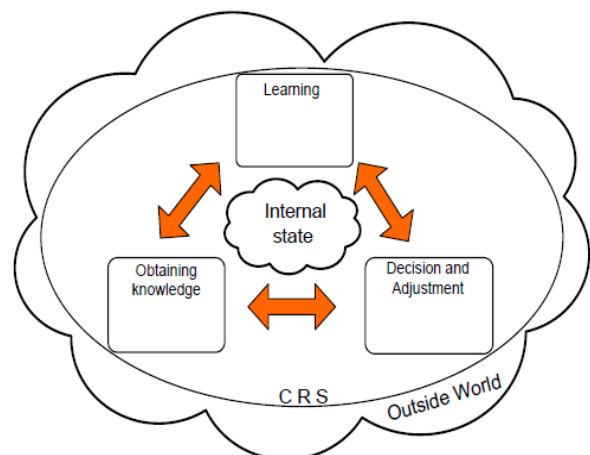 Learning
Internal
state
Obtaining
knowledge
Decision and
Adjustment
C R S
Outside World